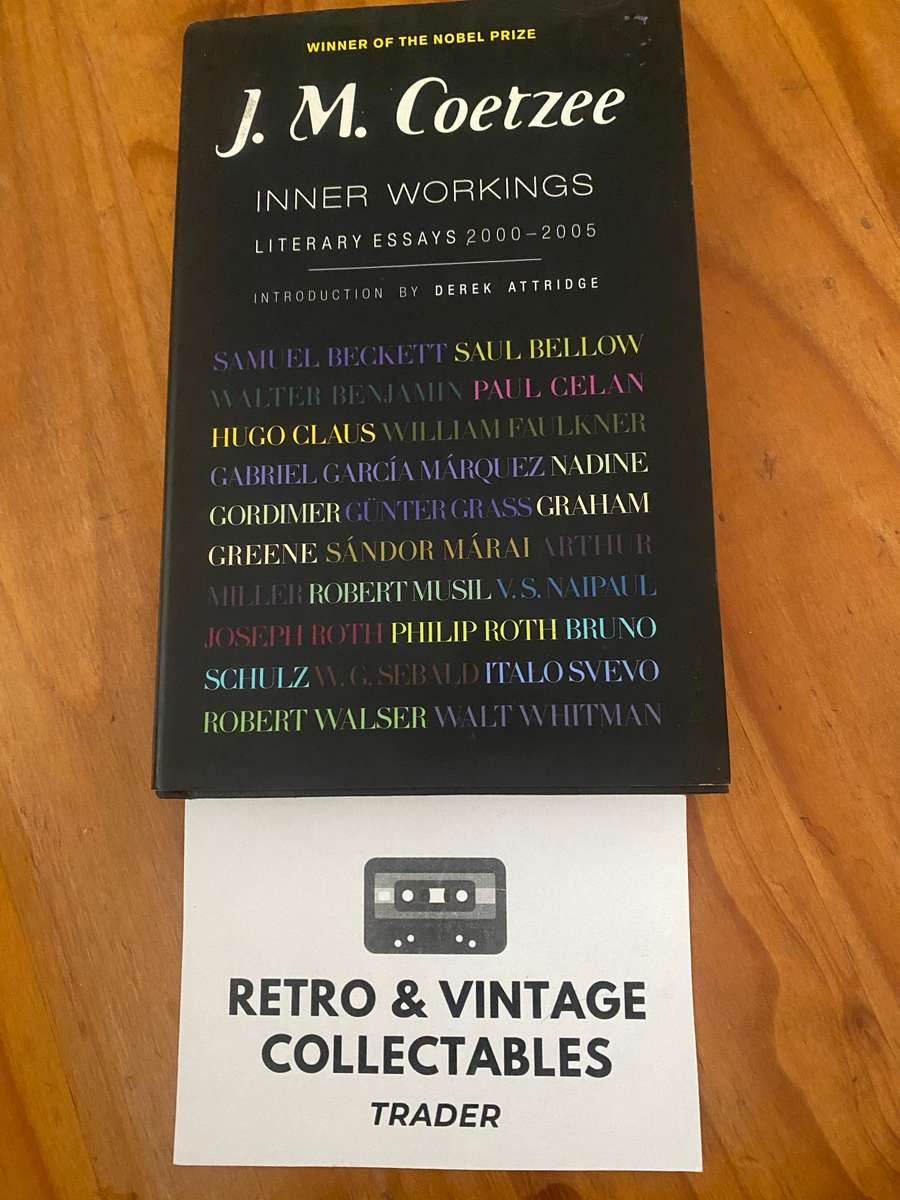 WINNER OF THE NOBEL PRIZE
J. M. Coetzee
INNER WORKINGS
LITERARY ESSAYS 2000–2005
INTRODUCTION BY DEREK ATTRIDGE
SAMUEL BECKETT SAUL BELLOW
WALTER BENJAMIN PAUL CELAN
HUGO CLAUS WILLIAM FAULKNER
GABRIEL GARCÍA MÁRQUEZ NADINE
GORDIMER GÜNTER GRASS GRAHAM
GREENE SÁNDOR MÁRAI ARTHUR
MILLER ROBERT MUSIL V. S. NAIPAUL
JOSEPH ROTH PHILIP ROTH BRUNO
SCHULZ W. G. SEBALD ITALO SVEVO
ROBERT WALSER WALT WHITMAN
RETRO & VINTAGE
COLLECTABLES
TRADER